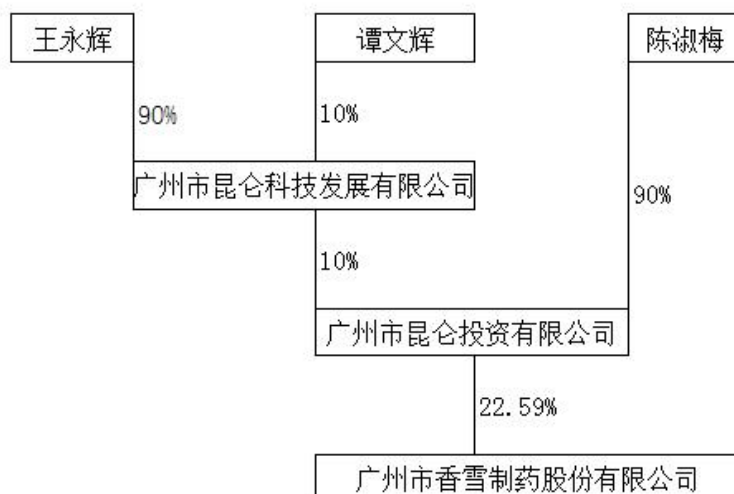 王永辉
谭文辉
陈淑梅
90%
10%
广州市昆仑科技发展有限公司
90%
10%
广州市昆仑投资有限公司
22.59%
广州市香雪制药股份有限公司